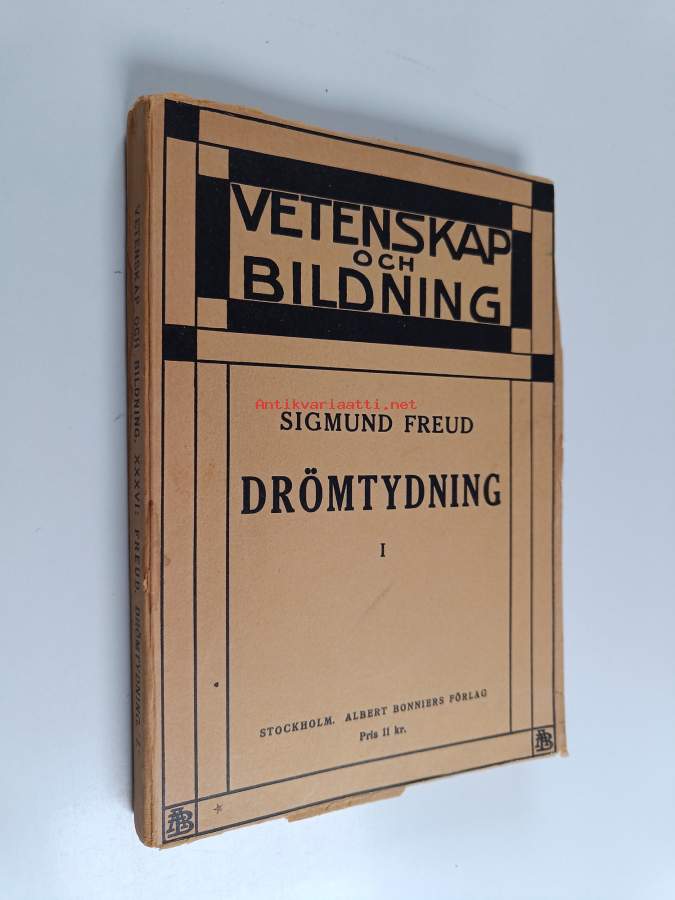 VETENSKAP
OCH
BILDNING
Antikvariaatti.net
SIGMUND FREUD
DRÖMTYDNING
I
STOCKHOLM. ALBERT BONNIERS FÖRLAG
Pris 11 kr.
AB
AB
VETENSKAP OCH BILDNING. XXXVI: FREUD, DRÖMTYDNING. I.